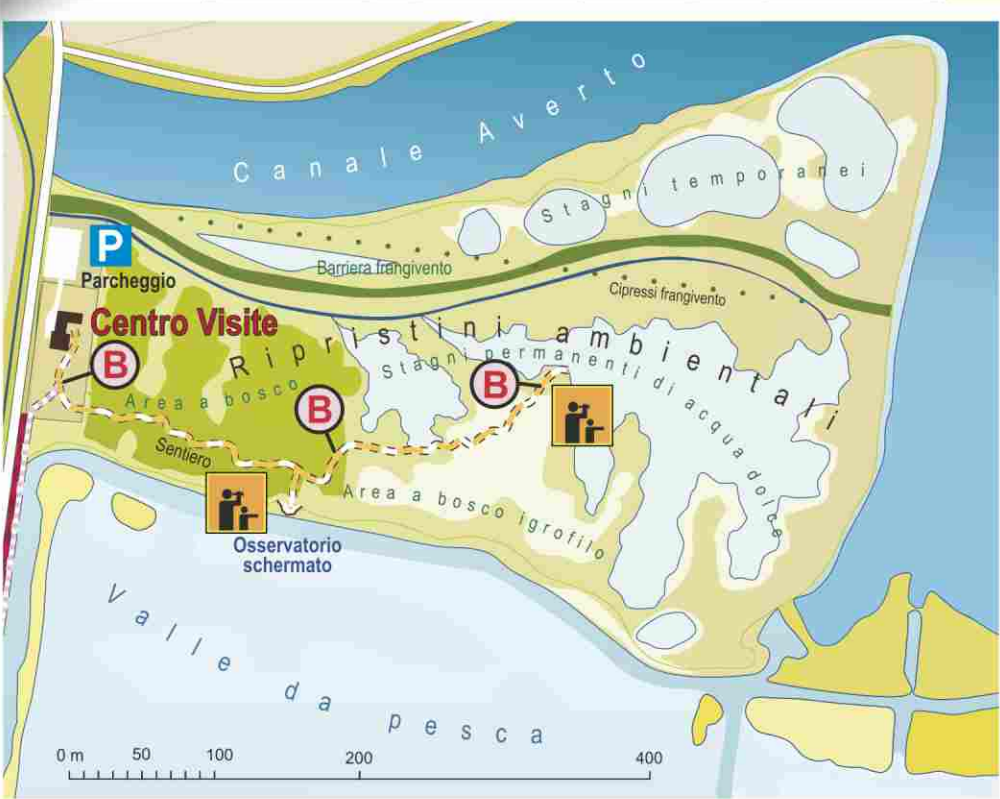 Canale Averto
Stagni temporanei
P
Parcheggio
Barriera frangivento
Cipressi frangivento
Centro Visite
Ripristini ambientali
Stagni permanenti di acqua dolce
B
B
B
Area a bosco
Sentiero
Area a bosco igrofilo
Osservatorio
schermato
Valle da pesca
0 m 50 100 200 400